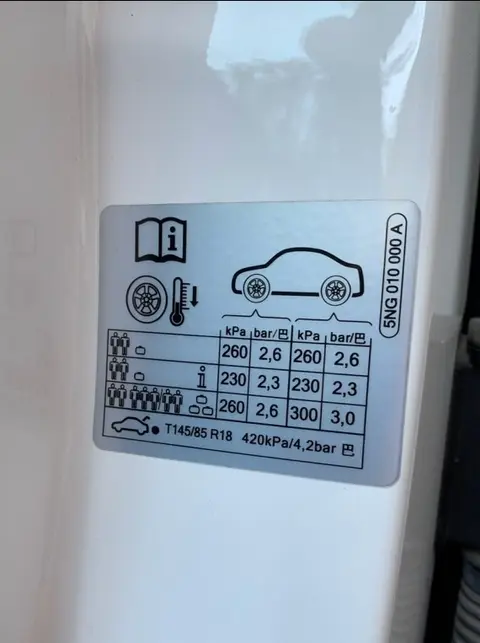 5NG 010 000 A
kPa bar/巴 kPa bar/巴
260 2,6 260 2,6
i 230 2,3 230 2,3
260 2,6 300 3,0
T145/85 R18 420kPa/4,2bar 巴